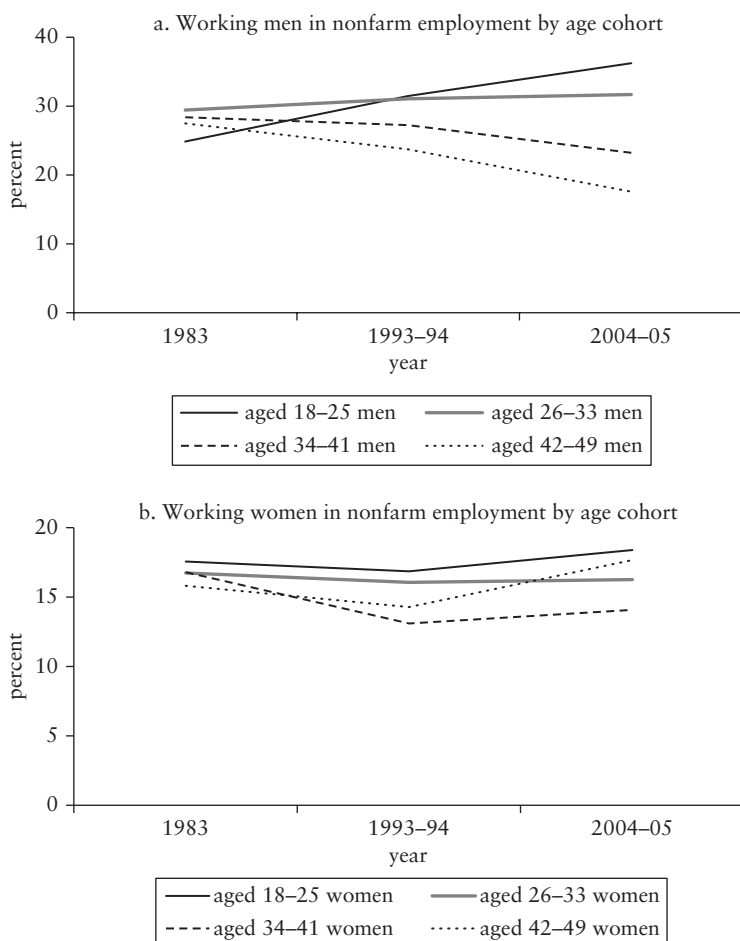 a. Working men in nonfarm employment by age cohort
40
30
20
10
0
percent
1983 1993–94 2004–05
year
aged 18–25 men aged 26–33 men
aged 34–41 men aged 42–49 men
b. Working women in nonfarm employment by age cohort
20
15
10
5
0
percent
1983 1993–94 2004–05
year
aged 18–25 women aged 26–33 women
aged 34–41 women aged 42–49 women